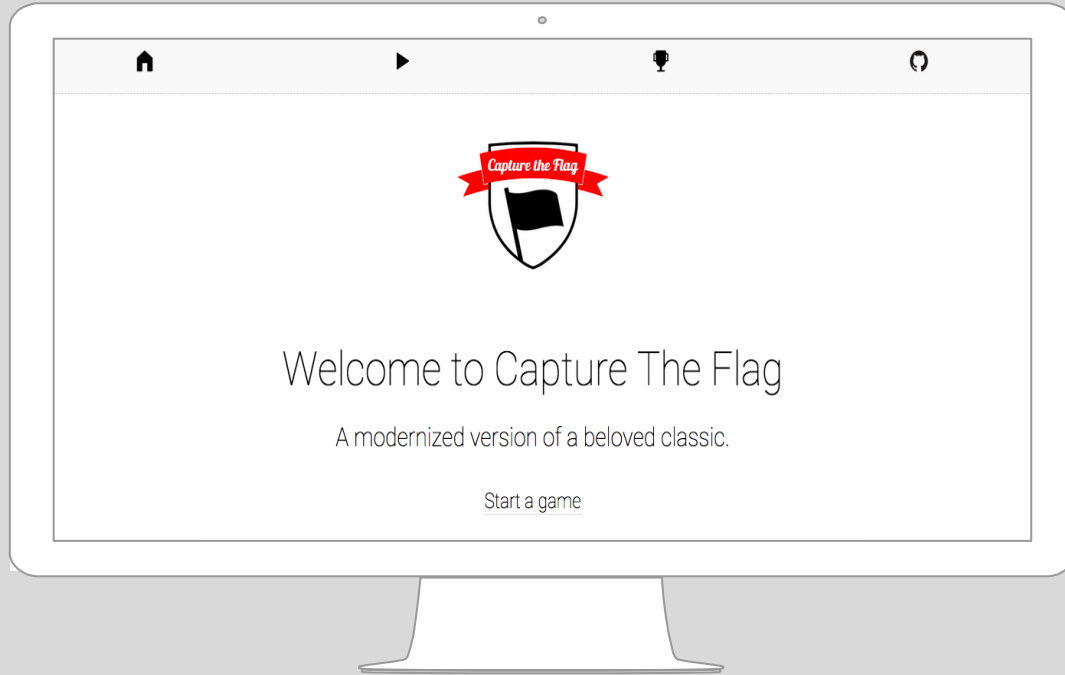 Capture the Flag
Welcome to Capture The Flag
A modernized version of a beloved classic.
Start a game